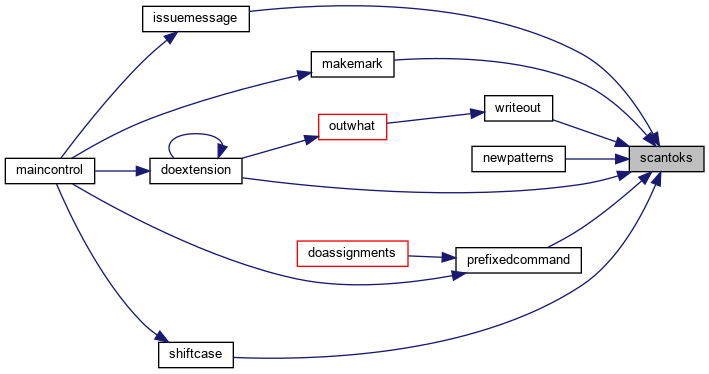 issuemessage
makemark
writeout
outwhat
newpatterns
scantoks
maincontrol
doextension
doassignments
prefixedcommand
shiftcase